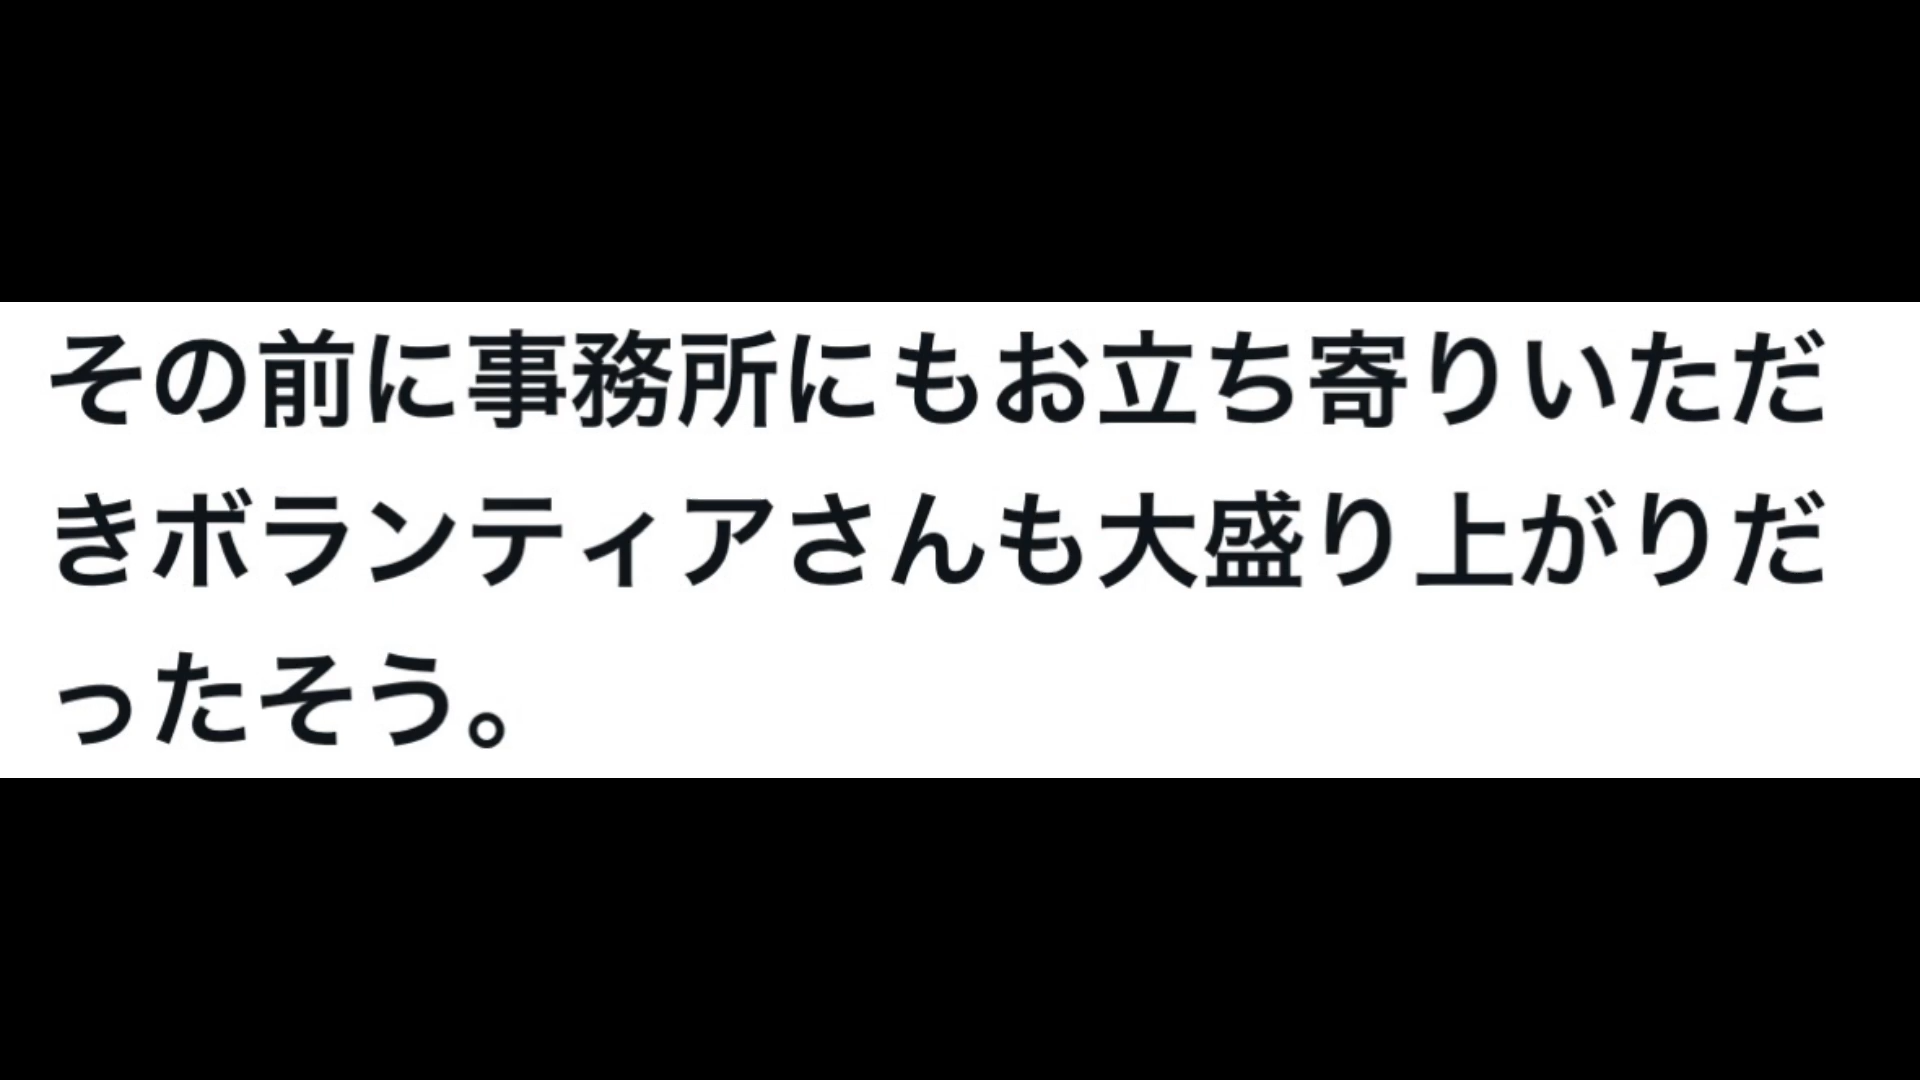 その前に事務所にもお立ち寄りいただ
きボランティアさんも大盛り上がりだ
ったそう。